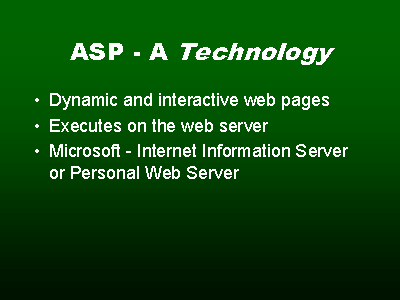 ASP - A Technology
• Dynamic and interactive web pages
• Executes on the web server
• Microsoft - Internet Information Server
or Personal Web Server